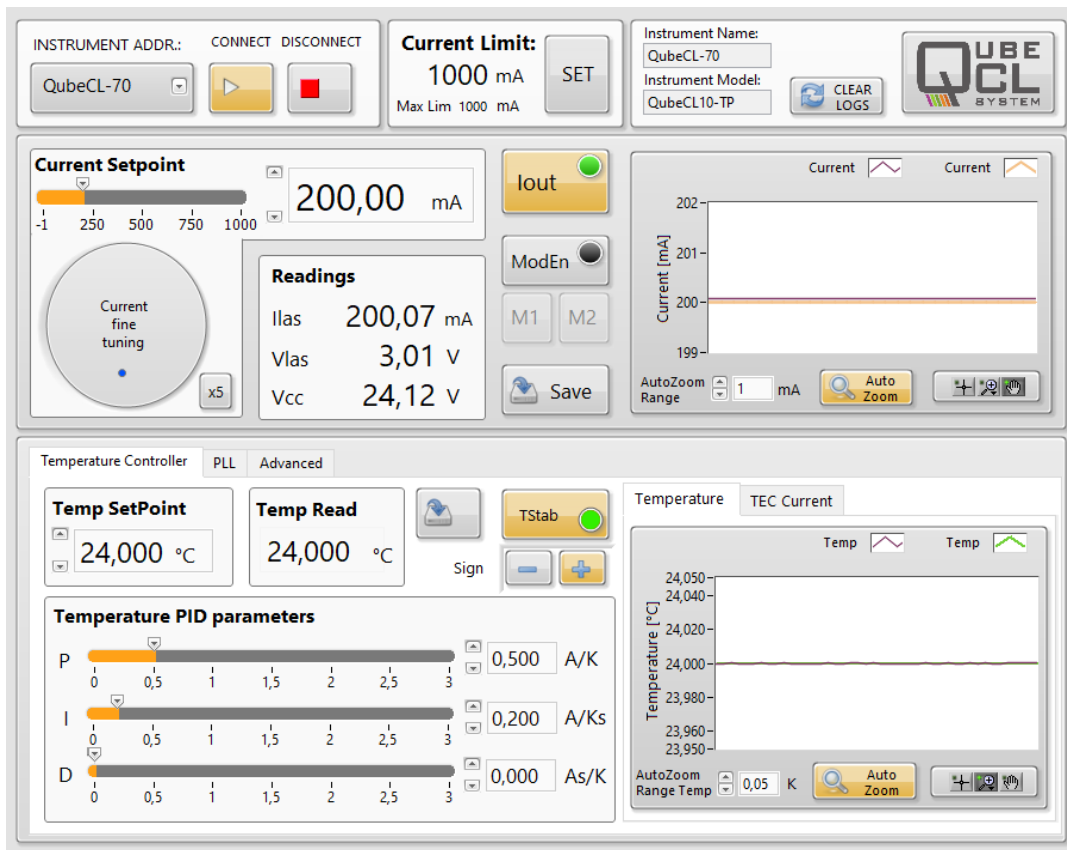 INSTRUMENT ADDR.:
CONNECT
DISCONNECT
QubeCL-70
Current Limit:
1000 mA
Max Lim 1000 mA
SET
Instrument Name:
QubeCL-70
Instrument Model:
QubeCL10-TP
CLEAR
LOGS
QUBE
CL
SYSTEM
Current Setpoint
-1 250 500 750 1000
200,00 mA
Current
fine
tuning
x5
Readings
Ilas 200,07 mA
Vlas 3,01 V
Vcc 24,12 V
Iout
ModEn
M1 M2
Save
Current Current
Current [mA]
202
201
200
199
AutoZoom
Range
1 mA
Auto
Zoom
Temperature Controller PLL Advanced
Temp SetPoint
24,000 °C
Temp Read
24,000 °C
TStab
Sign
Temperature PID parameters
P
0 0,5 1 1,5 2 2,5 3
0,500 A/K
I
0 0,5 1 1,5 2 2,5 3
0,200 A/Ks
D
0 0,5 1 1,5 2 2,5 3
0,000 As/K
Temperature TEC Current
Temp Temp
Temperature [°C]
24,050
24,040
24,020
24,000
23,980
23,960
23,950
AutoZoom
Range Temp
0,05 K
Auto
Zoom